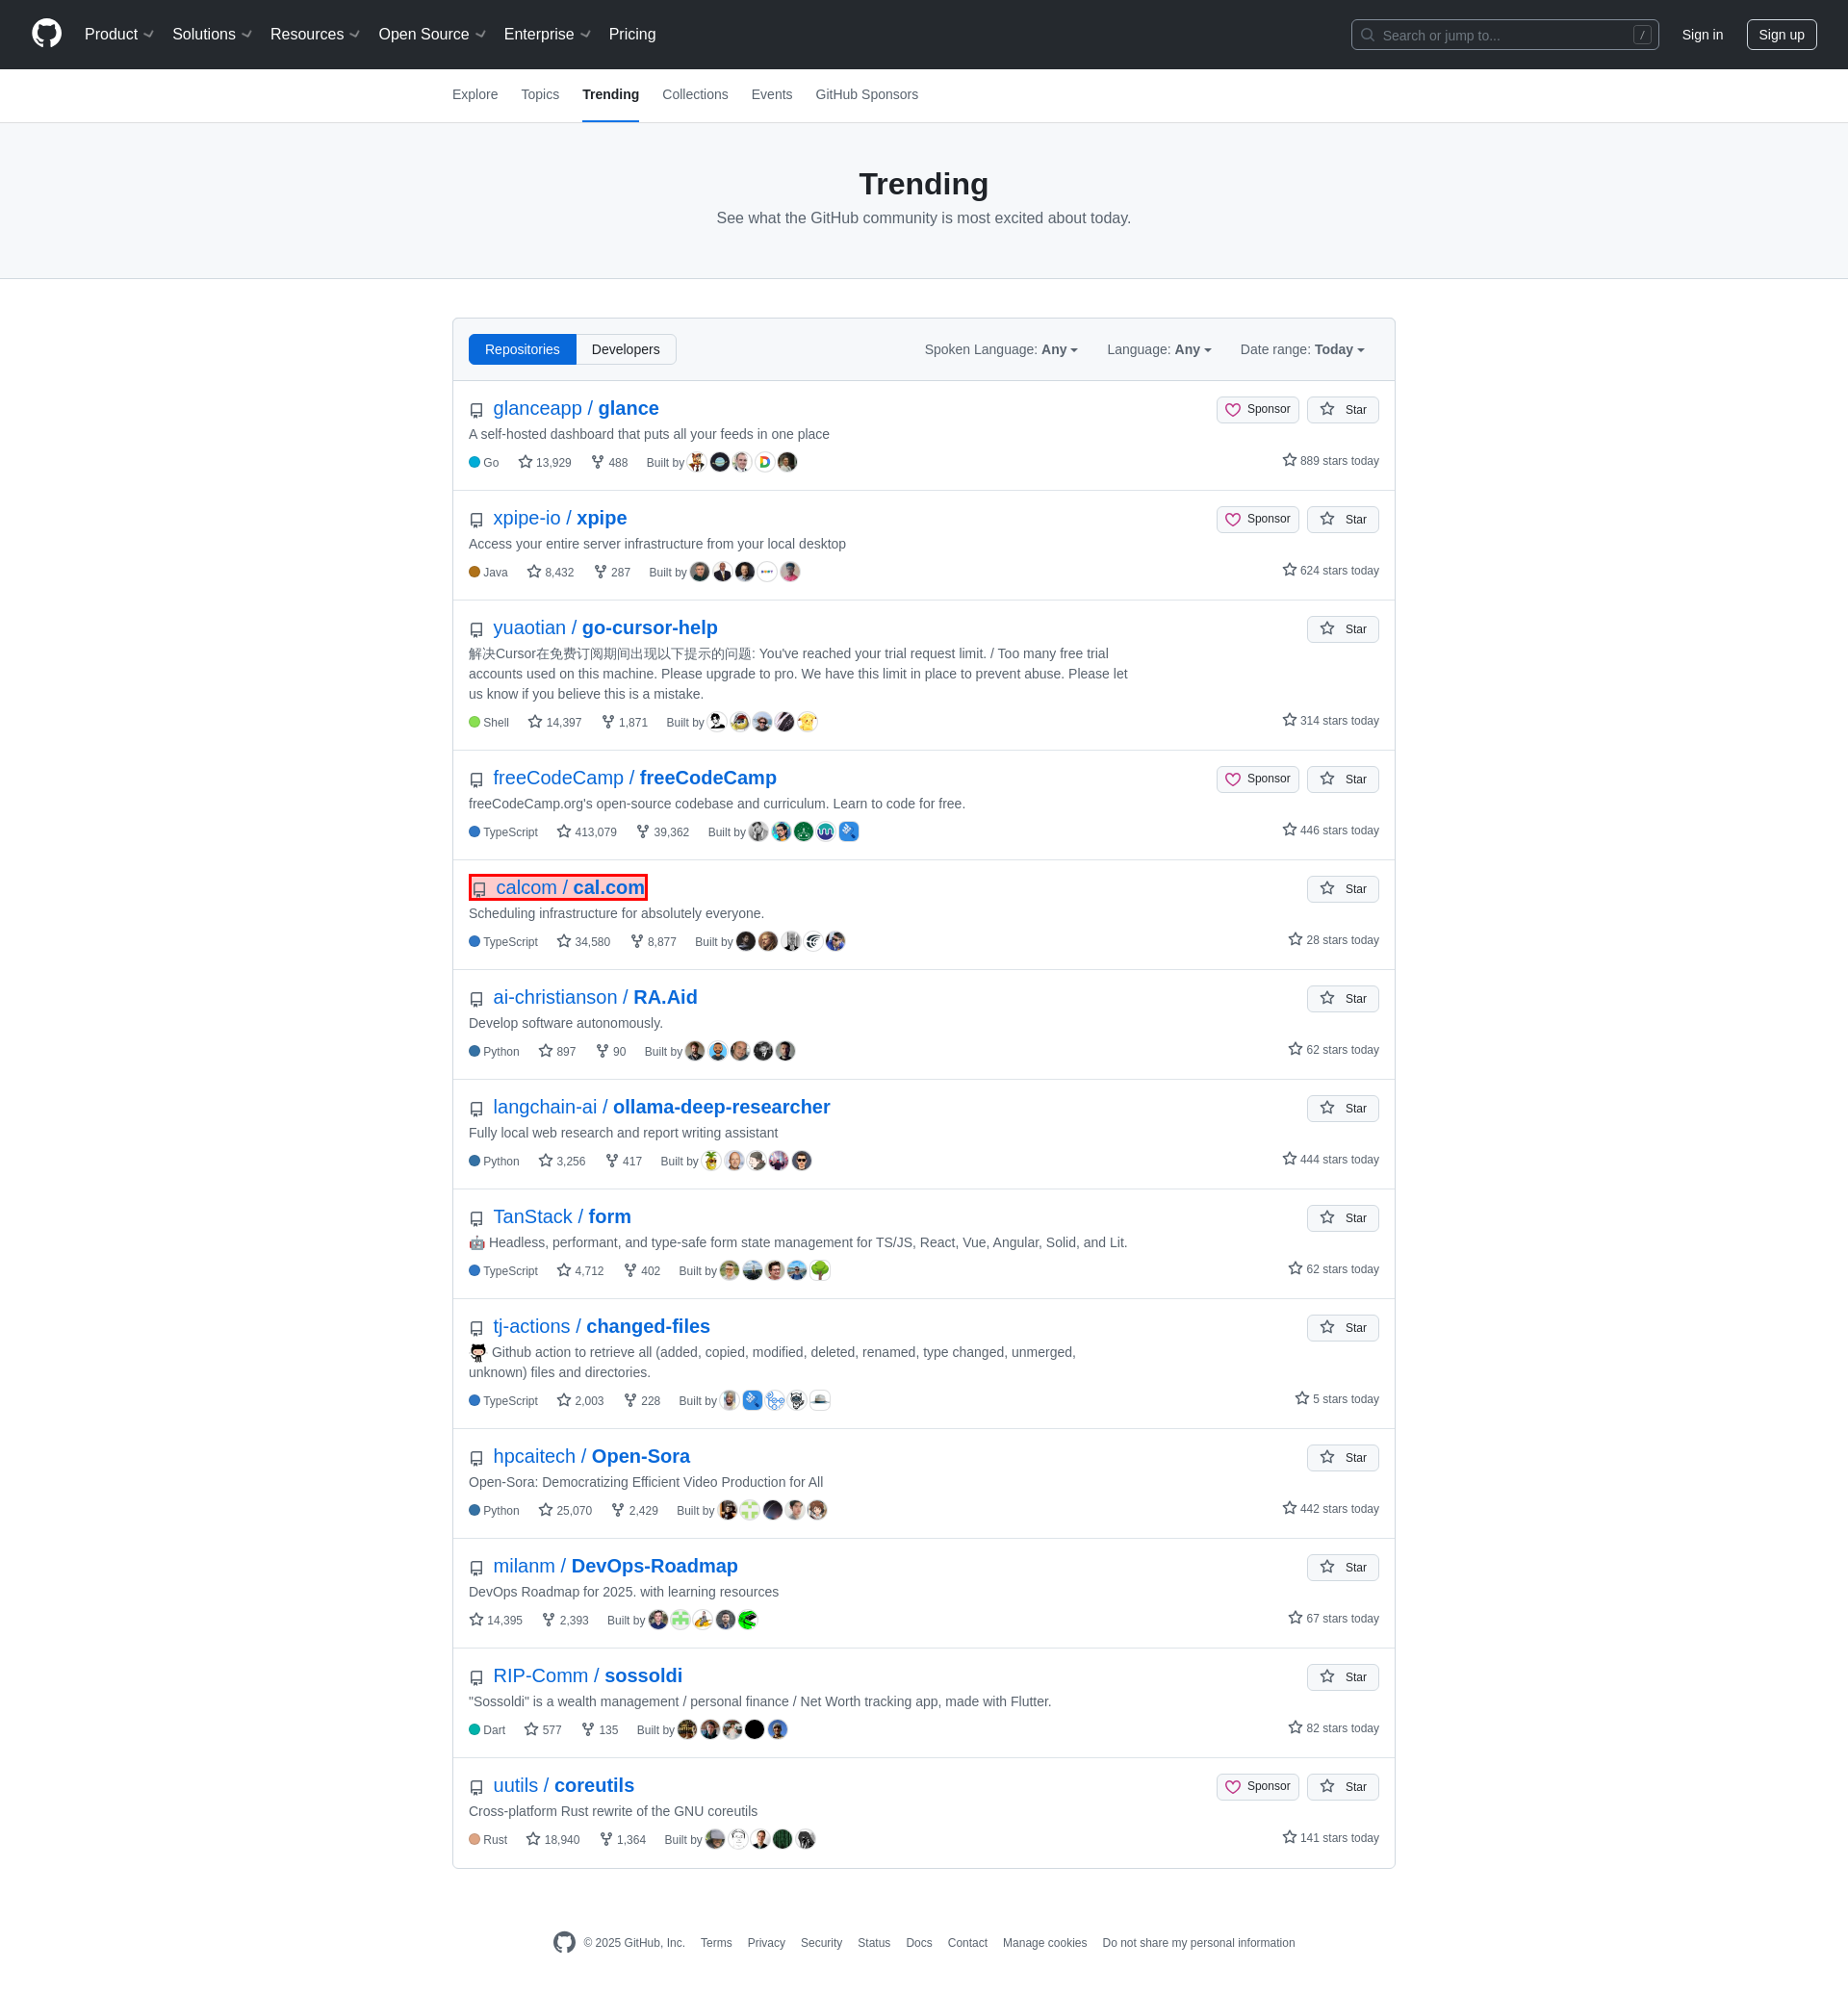 Product Solutions Resources Open Source Enterprise Pricing Search or jump to... / Sign in Sign up
Explore Topics Trending Collections Events GitHub Sponsors
Trending
See what the GitHub community is most excited about today.
Repositories Developers Spoken Language: Any Language: Any Date range: Today
glanceapp / glance Sponsor Star
A self-hosted dashboard that puts all your feeds in one place
Go 13,929 488 Built by 889 stars today
xpipe-io / xpipe Sponsor Star
Access your entire server infrastructure from your local desktop
Java 8,432 287 Built by 624 stars today
yuaotian / go-cursor-help Star
解决Cursor在免费订阅期间出现以下提示的问题: You've reached your trial request limit. / Too many free trial
accounts used on this machine. Please upgrade to pro. We have this limit in place to prevent abuse. Please let
us know if you believe this is a mistake.
Shell 14,397 1,871 Built by 314 stars today
freeCodeCamp / freeCodeCamp Sponsor Star
freeCodeCamp.org's open-source codebase and curriculum. Learn to code for free.
TypeScript 413,079 39,362 Built by 446 stars today
calcom / cal.com Star
Scheduling infrastructure for absolutely everyone.
TypeScript 34,580 8,877 Built by 28 stars today
ai-christianson / RA.Aid Star
Develop software autonomously.
Python 897 90 Built by 62 stars today
langchain-ai / ollama-deep-researcher Star
Fully local web research and report writing assistant
Python 3,256 417 Built by 444 stars today
TanStack / form Star
🤖 Headless, performant, and type-safe form state management for TS/JS, React, Vue, Angular, Solid, and Lit.
TypeScript 4,712 402 Built by 62 stars today
tj-actions / changed-files Star
Github action to retrieve all (added, copied, modified, deleted, renamed, type changed, unmerged,
unknown) files and directories.
TypeScript 2,003 228 Built by 5 stars today
hpcaitech / Open-Sora Star
Open-Sora: Democratizing Efficient Video Production for All
Python 25,070 2,429 Built by 442 stars today
milanm / DevOps-Roadmap Star
DevOps Roadmap for 2025. with learning resources
14,395 2,393 Built by 67 stars today
RIP-Comm / sossoldi Star
"Sossoldi" is a wealth management / personal finance / Net Worth tracking app, made with Flutter.
Dart 577 135 Built by 82 stars today
uutils / coreutils Sponsor Star
Cross-platform Rust rewrite of the GNU coreutils
Rust 18,940 1,364 Built by 141 stars today
© 2025 GitHub, Inc. Terms Privacy Security Status Docs Contact Manage cookies Do not share my personal information